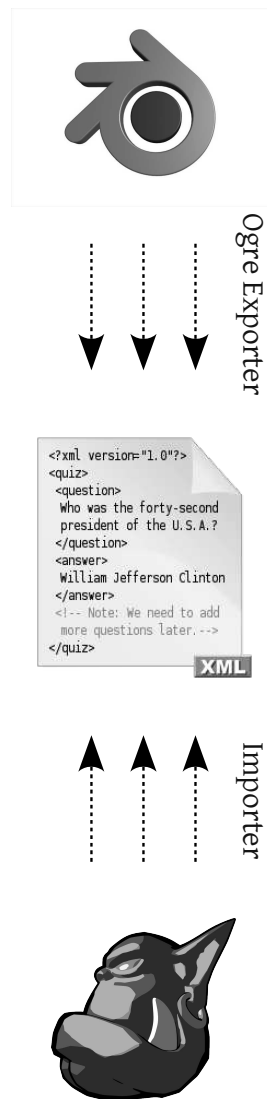 Ogre Exporter
<?xml version="1.0"?>
<quiz>
<question>
Who was the forty-second
president of the U.S.A.?
</question>
<answer>
William Jefferson Clinton
</answer>
<!-- Note: We need to add
more questions later.-->
</quiz>
XML
Importer